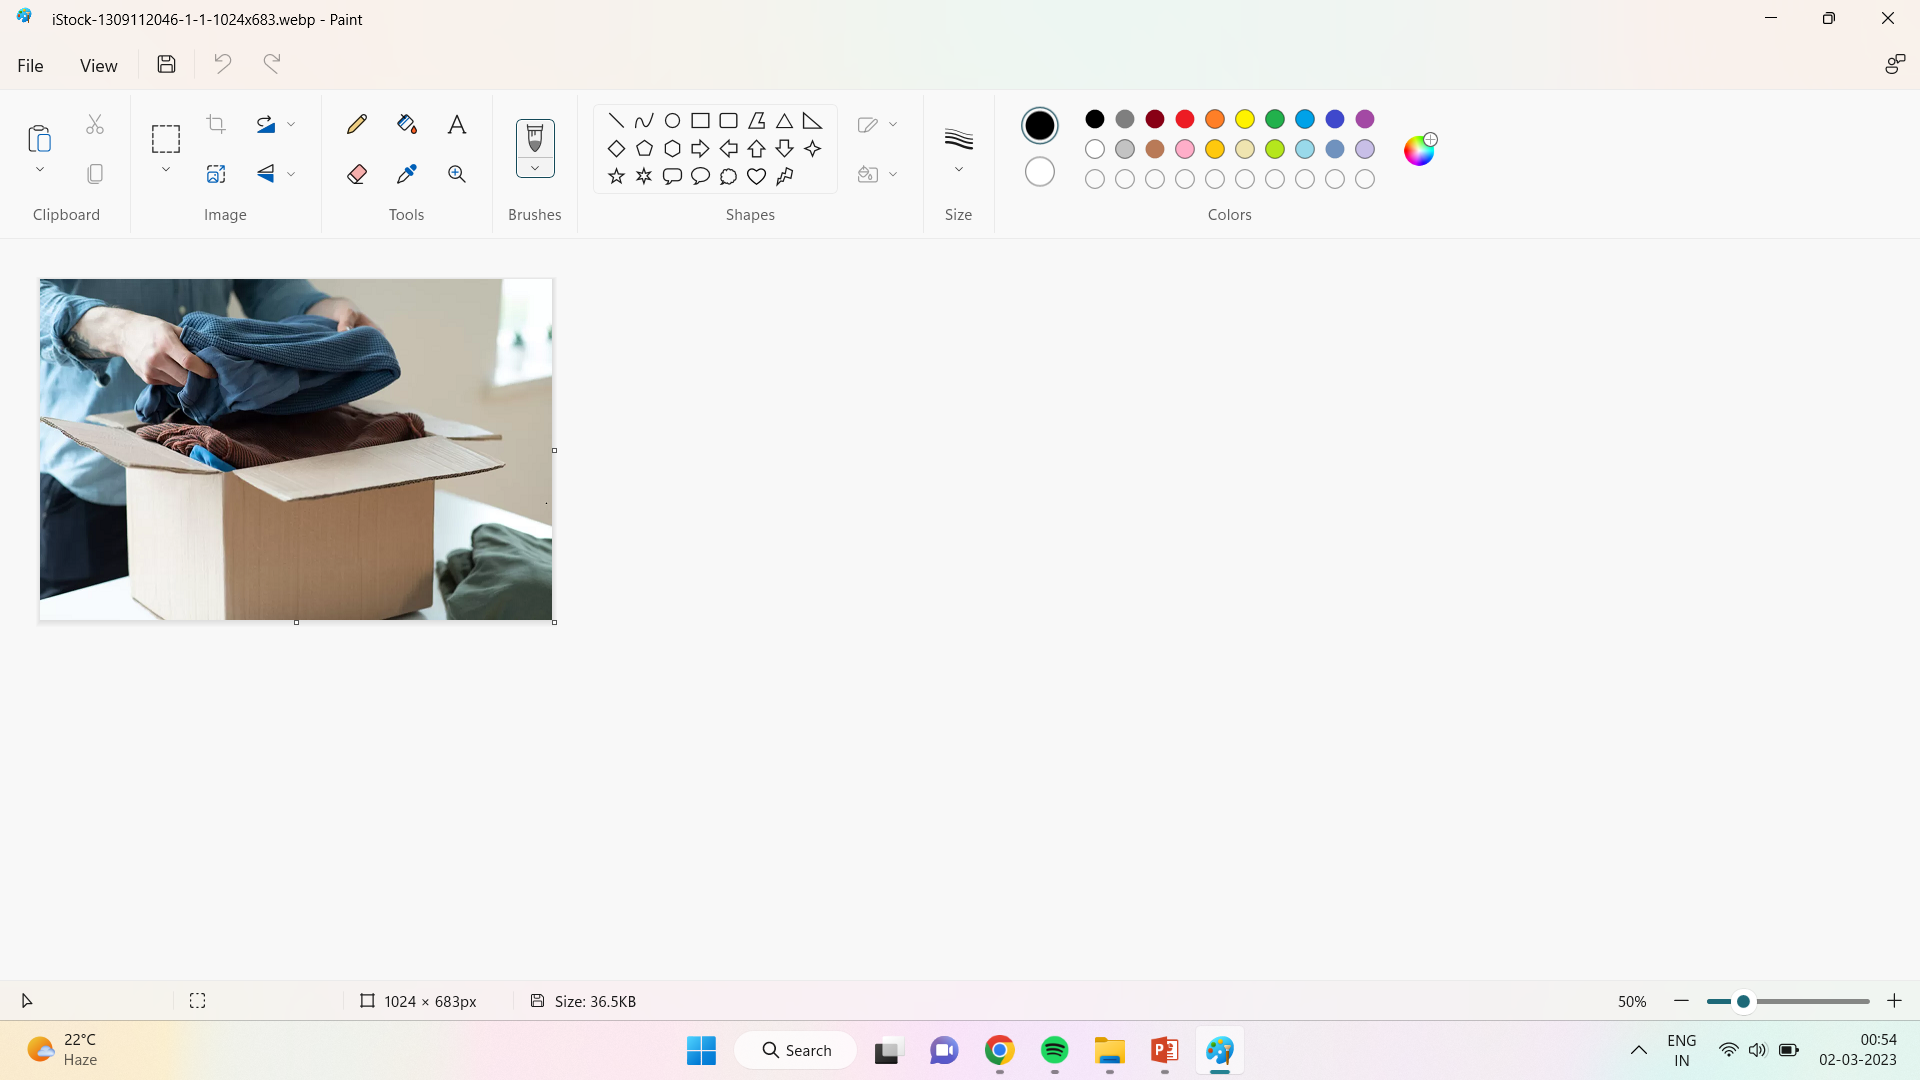 iStock-1309112046-1-1-1024x683.webp - Paint
File View
Clipboard Image Tools Brushes Shapes Size Colors
1024 × 683px Size: 36.5KB 50%
22°C
Haze
Search
ENG
IN
00:54
02-03-2023